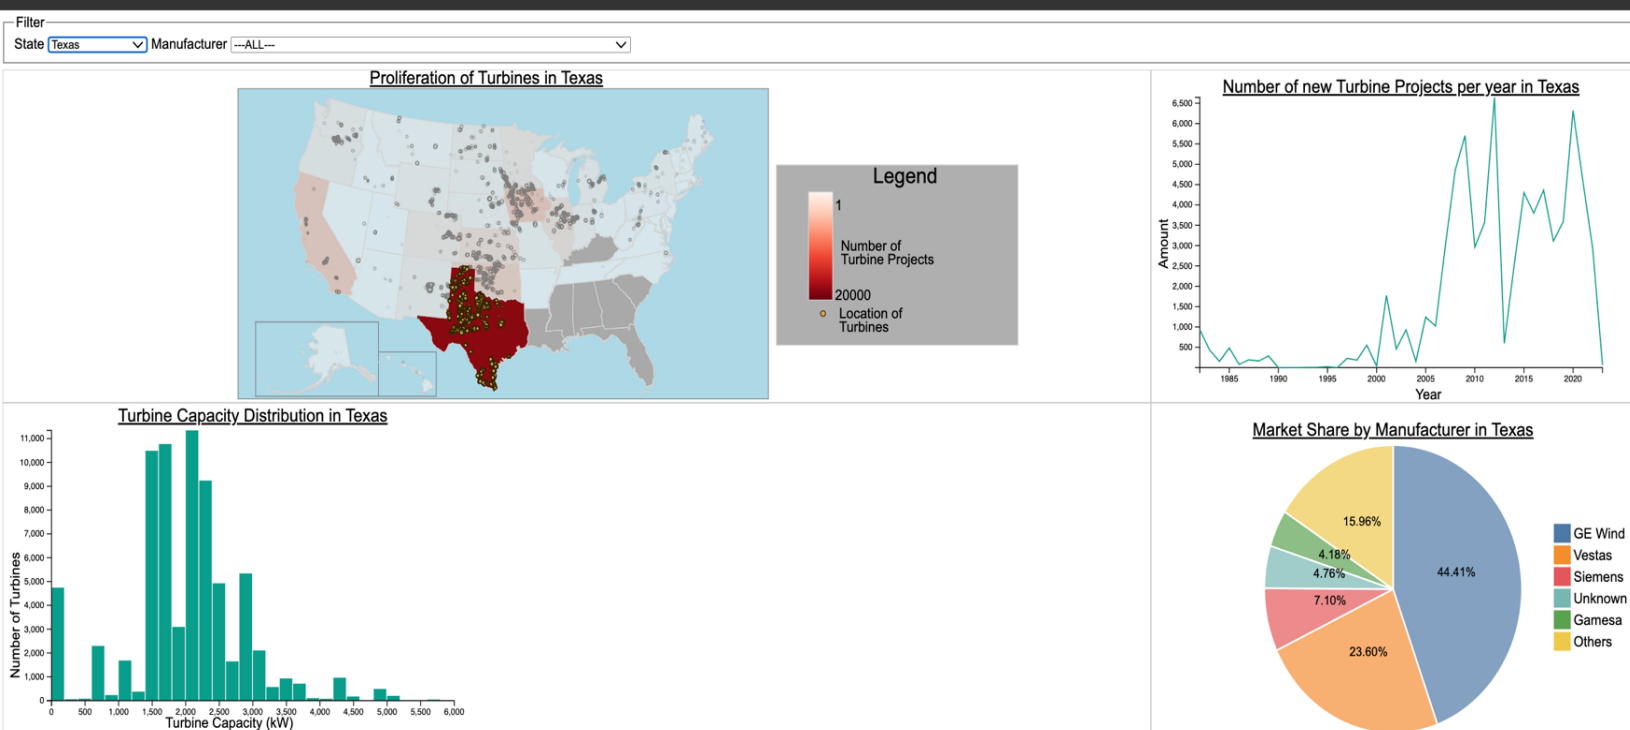 Filter
State Texas Manufacturer ---ALL---
Proliferation of Turbines in Texas
Legend
1
Number of
Turbine Projects
20000
Location of
Turbines
Number of new Turbine Projects per year in Texas
6,500
6,000
5,500
5,000
4,500
4,000
3,500
3,000
2,500
2,000
1,500
1,000
500
Amount
1985 1990 1995 2000 2005 2010 2015 2020
Year
Turbine Capacity Distribution in Texas
11,000
10,000
9,000
8,000
7,000
6,000
5,000
4,000
3,000
2,000
1,000
0
Number of Turbines
0 500 1,000 1,500 2,000 2,500 3,000 3,500 4,000 4,500 5,000 5,500 6,000
Turbine Capacity (kW)
Market Share by Manufacturer in Texas
15.96%
4.18%
4.76%
7.10%
23.60%
44.41%
GE Wind
Vestas
Siemens
Unknown
Gamesa
Others